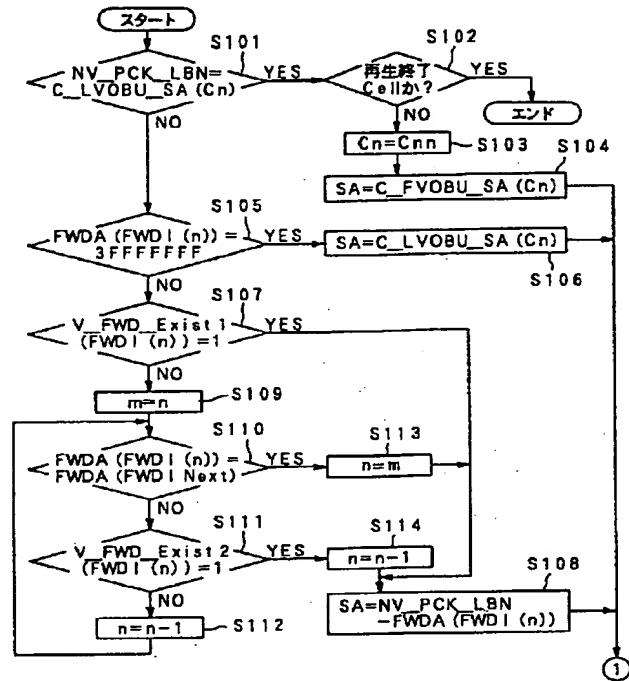 スタート
S101
NV_PCK_LBN=
C_LVOBU_SA(Cn)
YES
NO
S102
再生終了
Cellか?
YES
NO
エンド
Cn=Cnn
S103
S104
SA=C_FVOBU_SA(Cn)
S105
FWDA(FWDI(n))=
3FFFFFFF
YES
NO
SA=C_LVOBU_SA(Cn)
S106
S107
V_FWD_Exist1
(FWDI(n))=1
YES
NO
m=n
S109
S110
FWDA(FWDI(n))=
FWDA(FWDI Next)
YES
NO
S113
n=m
S111
V_FWD_Exist2
(FWDI(n))=1
YES
NO
S114
n=n-1
S108
SA=NV_PCK_LBN
-FWDA(FWDI(n))
n=n-1
S112
1